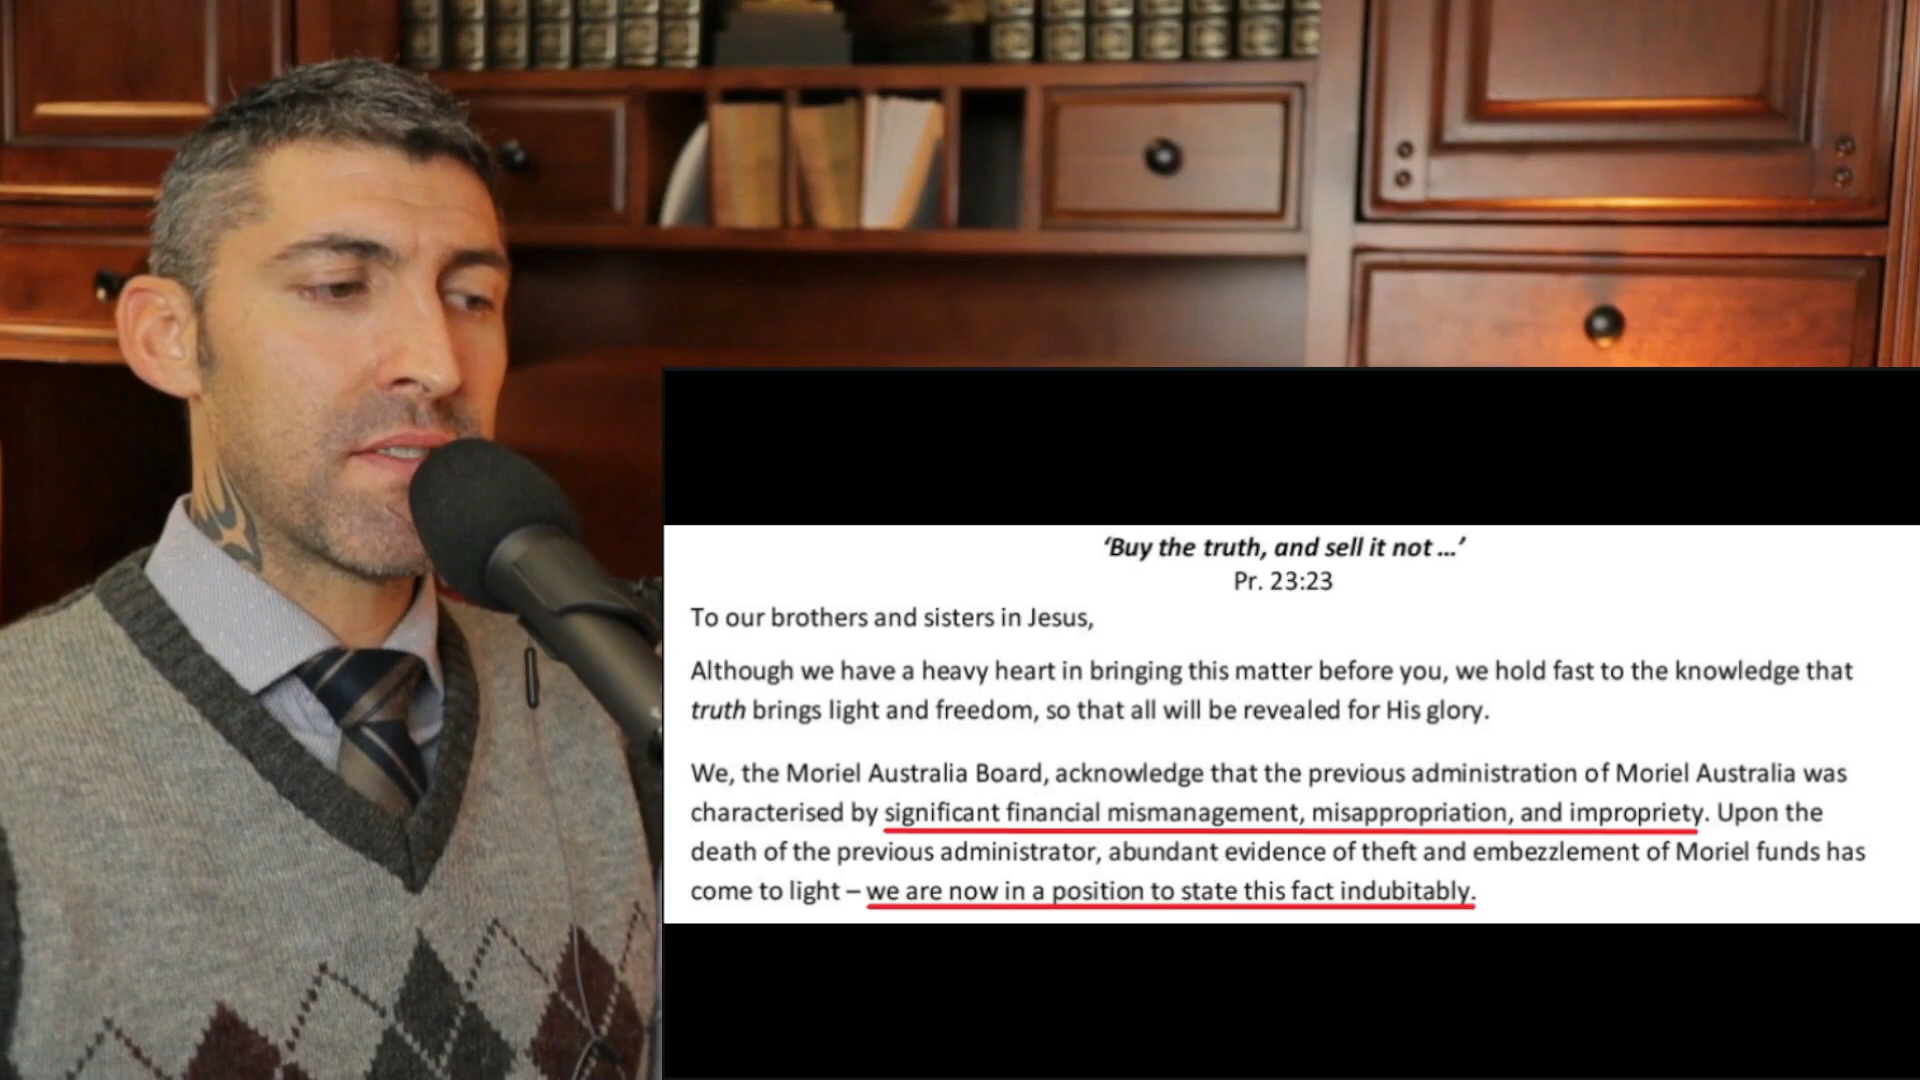 ‘Buy the truth, and sell it not ...’
Pr. 23:23
To our brothers and sisters in Jesus,
Although we have a heavy heart in bringing this matter before you, we hold fast to the knowledge that
truth brings light and freedom, so that all will be revealed for His glory.
We, the Moriel Australia Board, acknowledge that the previous administration of Moriel Australia was
characterised by significant financial mismanagement, misappropriation, and impropriety. Upon the
death of the previous administrator, abundant evidence of theft and embezzlement of Moriel funds has
come to light – we are now in a position to state this fact indubitably.